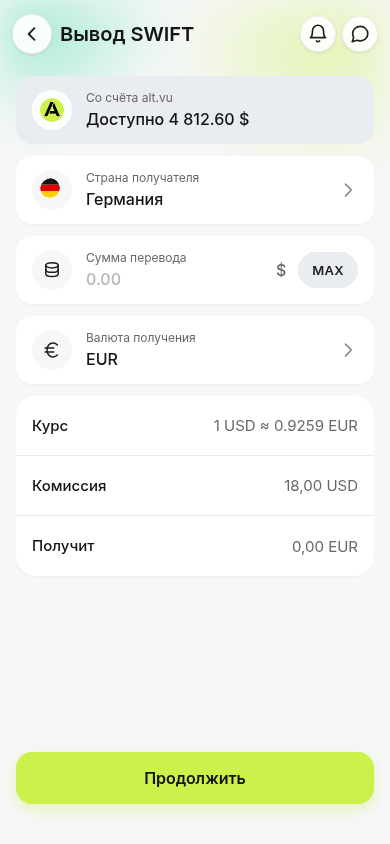 Вывод SWIFT
Со счёта alt.vu
Доступно 4 812.60 $
Страна получателя
Германия
Сумма перевода
0.00 $ MAX
Валюта получения
EUR
Курс 1 USD ≈ 0.9259 EUR
Комиссия 18,00 USD
Получит 0,00 EUR
Продолжить